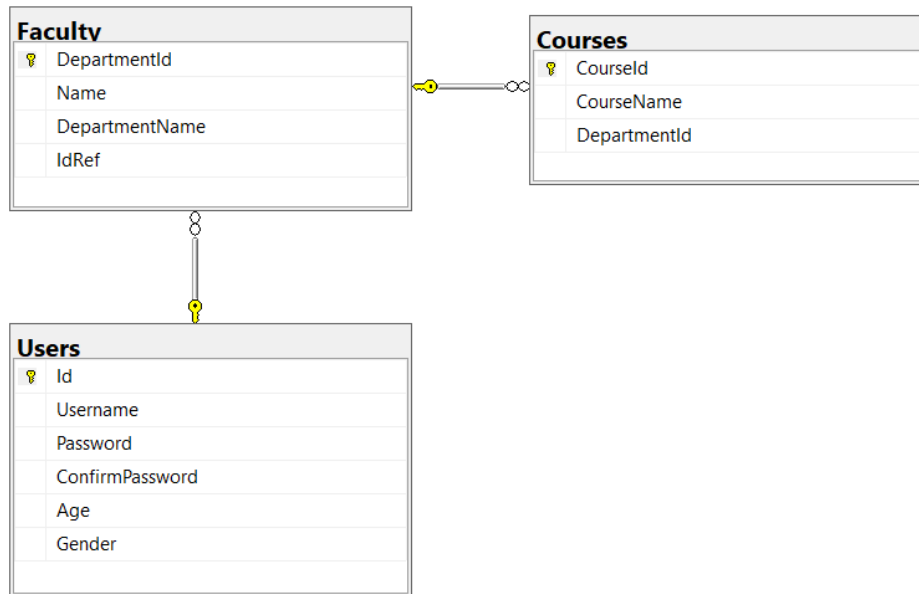 Faculty
DepartmentId
Name
DepartmentName
IdRef
Courses
CourseId
CourseName
DepartmentId
Users
Id
Username
Password
ConfirmPassword
Age
Gender